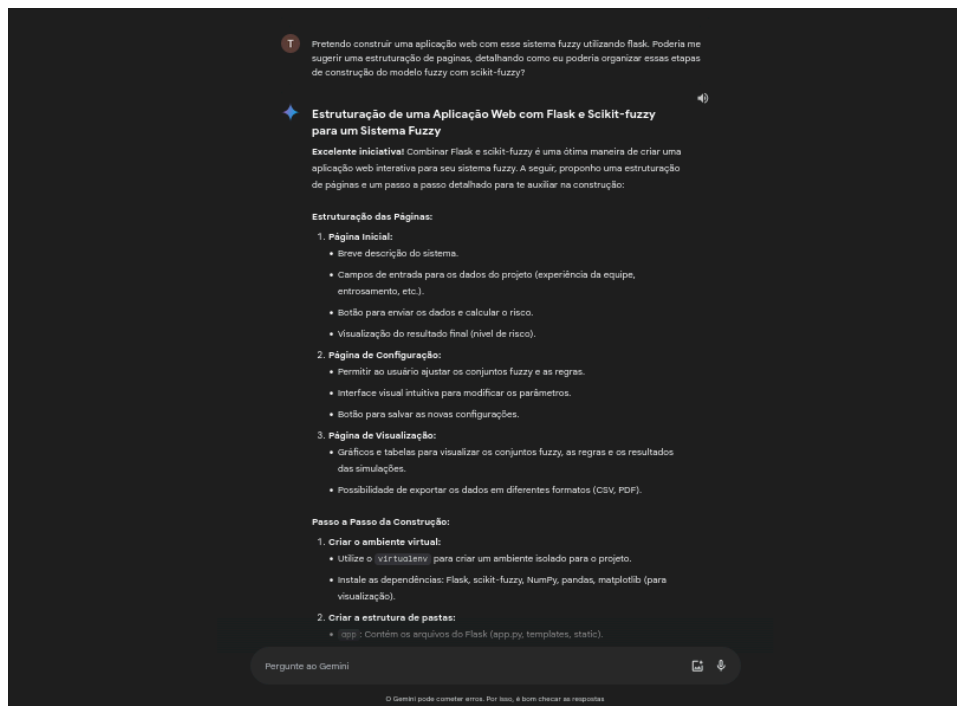 T
Pretendo construir uma aplicação web com esse sistema fuzzy utilizando flask. Poderia me
sugerir uma estruturação de paginas, detalhando como eu poderia organizar essas etapas
de construção do modelo fuzzy com scikit-fuzzy?
Estruturação de uma Aplicação Web com Flask e Scikit-fuzzy
para um Sistema Fuzzy
Excelente iniciativa! Combinar Flask e scikit-fuzzy é uma ótima maneira de criar uma
aplicação web interativa para seu sistema fuzzy. A seguir, proponho uma estruturação
de páginas e um passo a passo detalhado para te auxiliar na construção:
Estruturação das Páginas:
1. Página Inicial:
• Breve descrição do sistema.
• Campos de entrada para os dados do projeto (experiência da equipe,
entrosamento, etc.).
• Botão para enviar os dados e calcular o risco.
• Visualização do resultado final (nível de risco).
2. Página de Configuração:
• Permitir ao usuário ajustar os conjuntos fuzzy e as regras.
• Interface visual intuitiva para modificar os parâmetros.
• Botão para salvar as novas configurações.
3. Página de Visualização:
• Gráficos e tabelas para visualizar os conjuntos fuzzy, as regras e os resultados
das simulações.
• Possibilidade de exportar os dados em diferentes formatos (CSV, PDF).
Passo a Passo da Construção:
1. Criar o ambiente virtual:
• Utilize o virtualenv para criar um ambiente isolado para o projeto.
• Instale as dependências: Flask, scikit-fuzzy, NumPy, pandas, matplotlib (para
visualização).
2. Criar a estrutura de pastas:
• app : Contém os arquivos do Flask (app.py, templates, static).
Pergunte ao Gemini
O Gemini pode cometer erros. Por isso, é bom checar as respostas